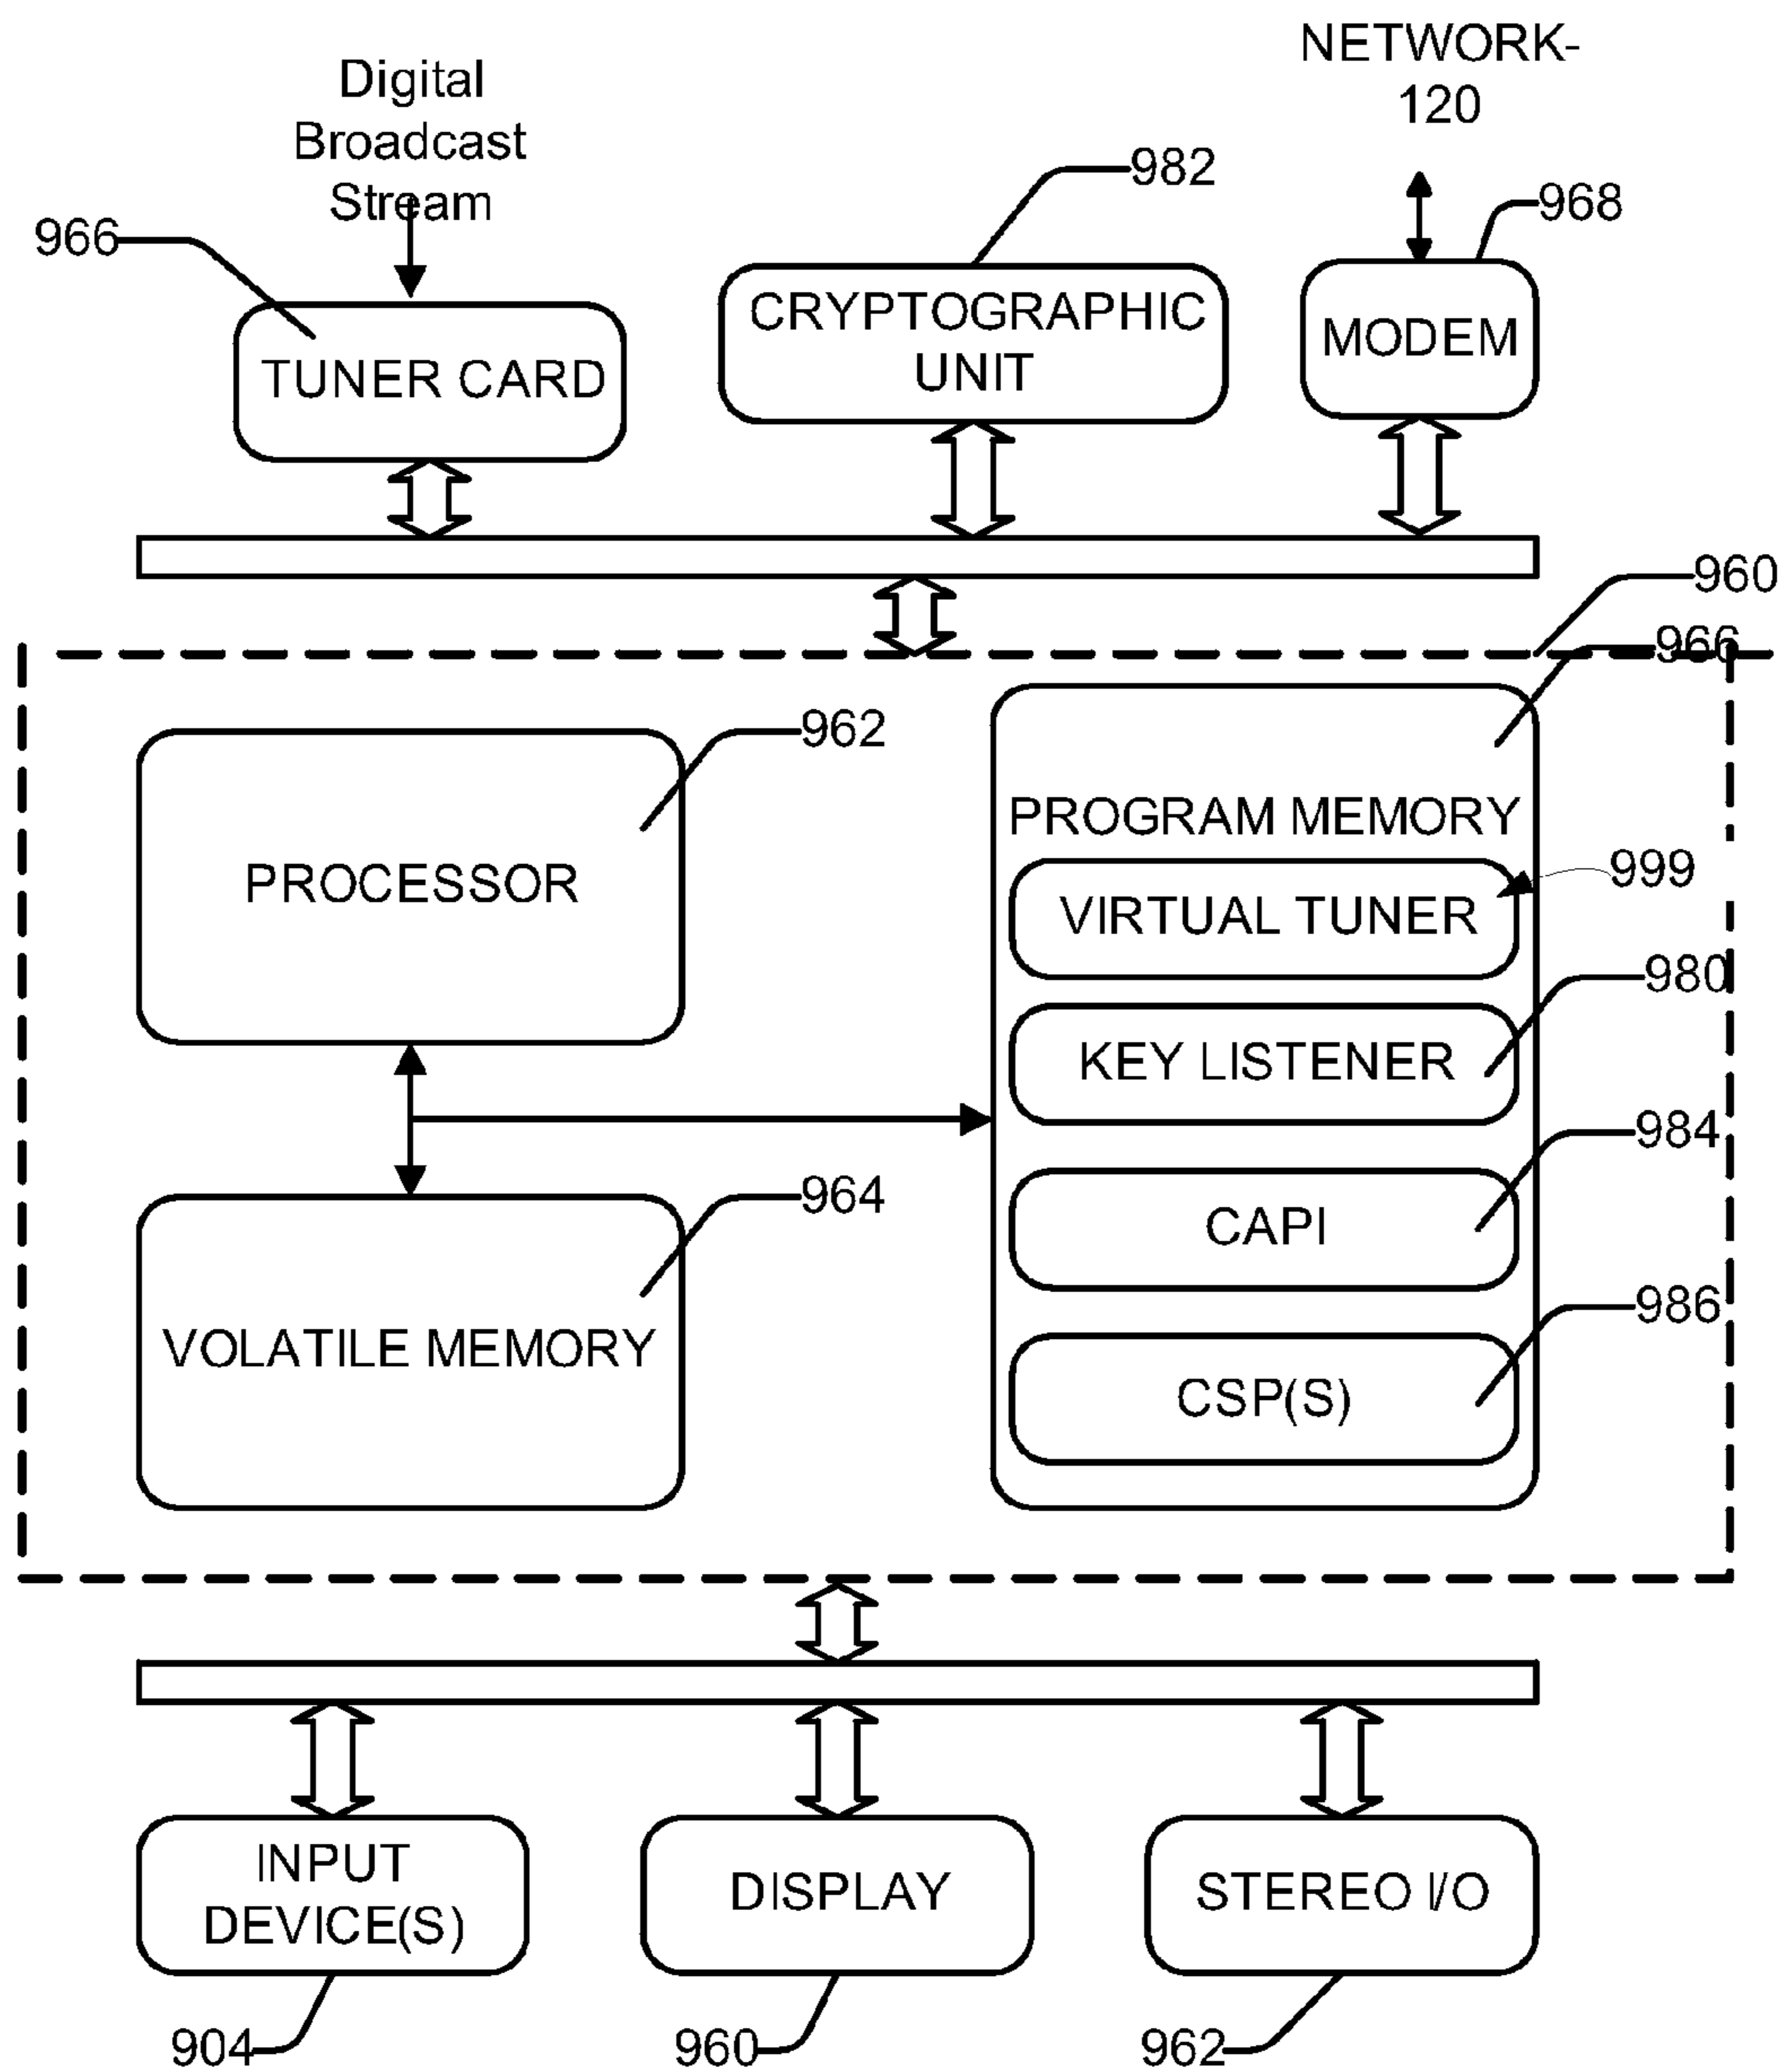 NETWORK-
120
Digital
Broadcast
Stream
982
968
966
CRYPTOGRAPHIC
UNIT
MODEM
TUNER CARD
960
966
962
PROGRAM MEMORY
PROCESSOR
999
VIRTUAL TUNER
980
KEY LISTENER
984
964
CAPI
986
VOLATILE MEMORY
CSP(S)
INPUT
DEVICE(S)
DISPLAY
STEREO I/O
904
960
962